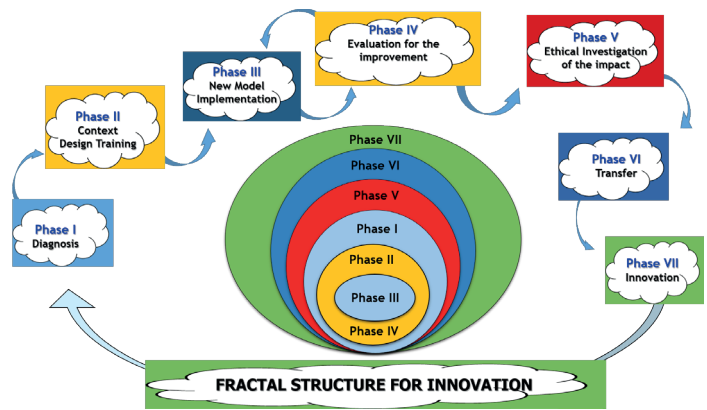 Phase I
Diagnosis
Phase II
Context
Design Training
Phase III
New Model
Implementation
Phase IV
Evaluation for the
improvement
Phase V
Ethical Investigation
of the impact
Phase VI
Transfer
Phase VII
Innovation
Phase VII
Phase VI
Phase V
Phase I
Phase II
Phase III
Phase IV
FRACTAL STRUCTURE FOR INNOVATION